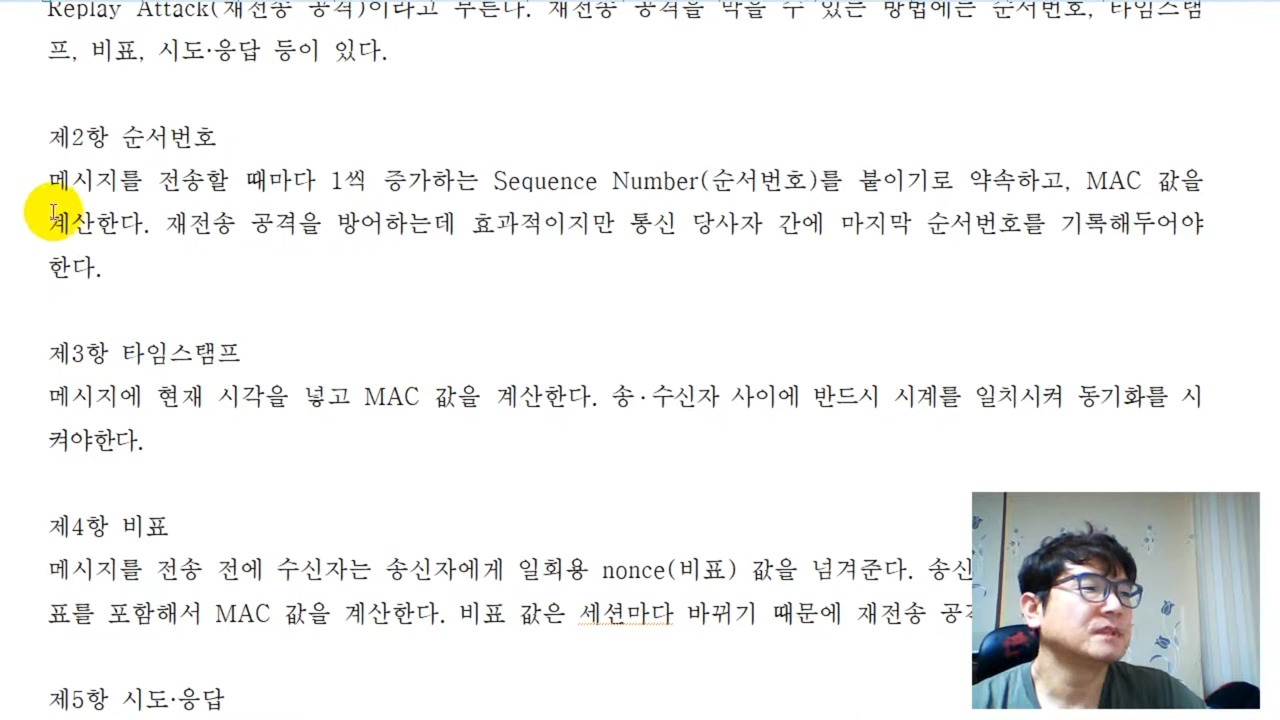 Replay Attack(재전송 공격)이라고 부른다. 재전송 공격을 막을 수 있는 방법에는 순서번호, 타임스탬
프, 비표, 시도·응답 등이 있다.
제2항 순서번호
메시지를 전송할 때마다 1씩 증가하는 Sequence Number(순서번호)를 붙이기로 약속하고, MAC 값을
계산한다. 재전송 공격을 방어하는데 효과적이지만 통신 당사자 간에 마지막 순서번호를 기록해두어야
한다.
제3항 타임스탬프
메시지에 현재 시각을 넣고 MAC 값을 계산한다. 송·수신자 사이에 반드시 시계를 일치시켜 동기화를 시
켜야한다.
제4항 비표
메시지를 전송 전에 수신자는 송신자에게 일회용 nonce(비표) 값을 넘겨준다. 송신
표를 포함해서 MAC 값을 계산한다. 비표 값은 세션마다 바뀌기 때문에 재전송 공
제5항 시도·응답